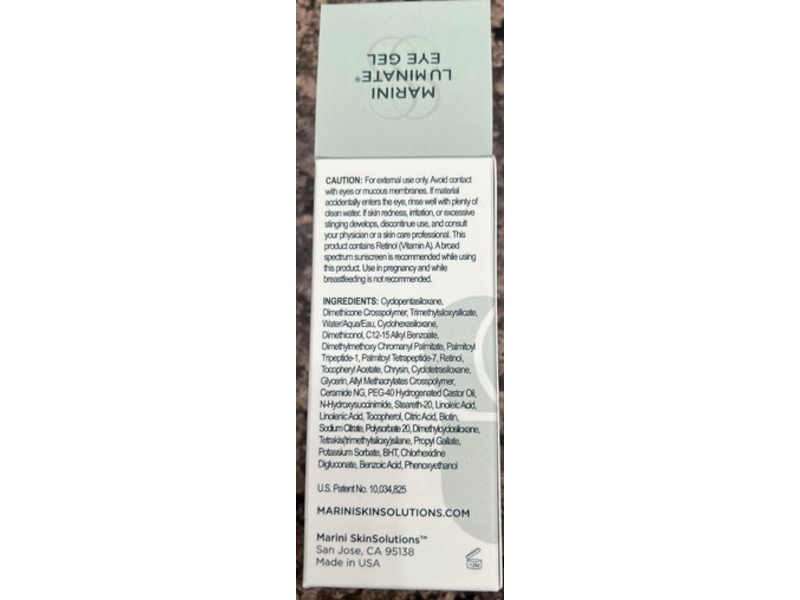 MARINI
LUMINATE®
EYE GEL
CAUTION: For external use only. Avoid contact
with eyes or mucous membranes. If material
accidentally enters the eye, rinse well with plenty of
clean water. If skin redness, irritation, or excessive
stinging develops, discontinue use, and consult
your physician or a skin care professional. This
product contains Retinol (Vitamin A). A broad
spectrum sunscreen is recommended while using
this product. Use in pregnancy and while
breastfeeding is not recommended.
INGREDIENTS: Cyclopentasiloxane,
Dimethicone Crosspolymer, Trimethylsiloxysilicate,
Water/Aqua/Eau, Cyclohexasiloxane,
Dimethiconol, C12-15 Alkyl Benzoate,
Dimethylmethoxy Chromanyl Palmitate, Palmitoyl
Tripeptide-1, Palmitoyl Tetrapeptide-7, Retinol,
Tocopheryl Acetate, Chrysin, Cyclotetrasiloxane,
Glycerin, Allyl Methacrylates Crosspolymer,
Ceramide NG, PEG-40 Hydrogenated Castor Oil,
N-Hydroxysuccinimide, Steareth-20, Linoleic Acid,
Linolenic Acid, Tocopherol, Citric Acid, Biotin,
Sodium Citrate, Polysorbate 20, Dimethylcyclosiloxane,
Tetrakis(trimethylsiloxy)silane, Propyl Gallate,
Potassium Sorbate, BHT, Chlorhexidine
Digluconate, Benzoic Acid, Phenoxyethanol
U.S. Patent No. 10,034,825
MARINISKINSOLUTIONS.COM
Marini SkinSolutions™
San Jose, CA 95138
Made in USA
12M